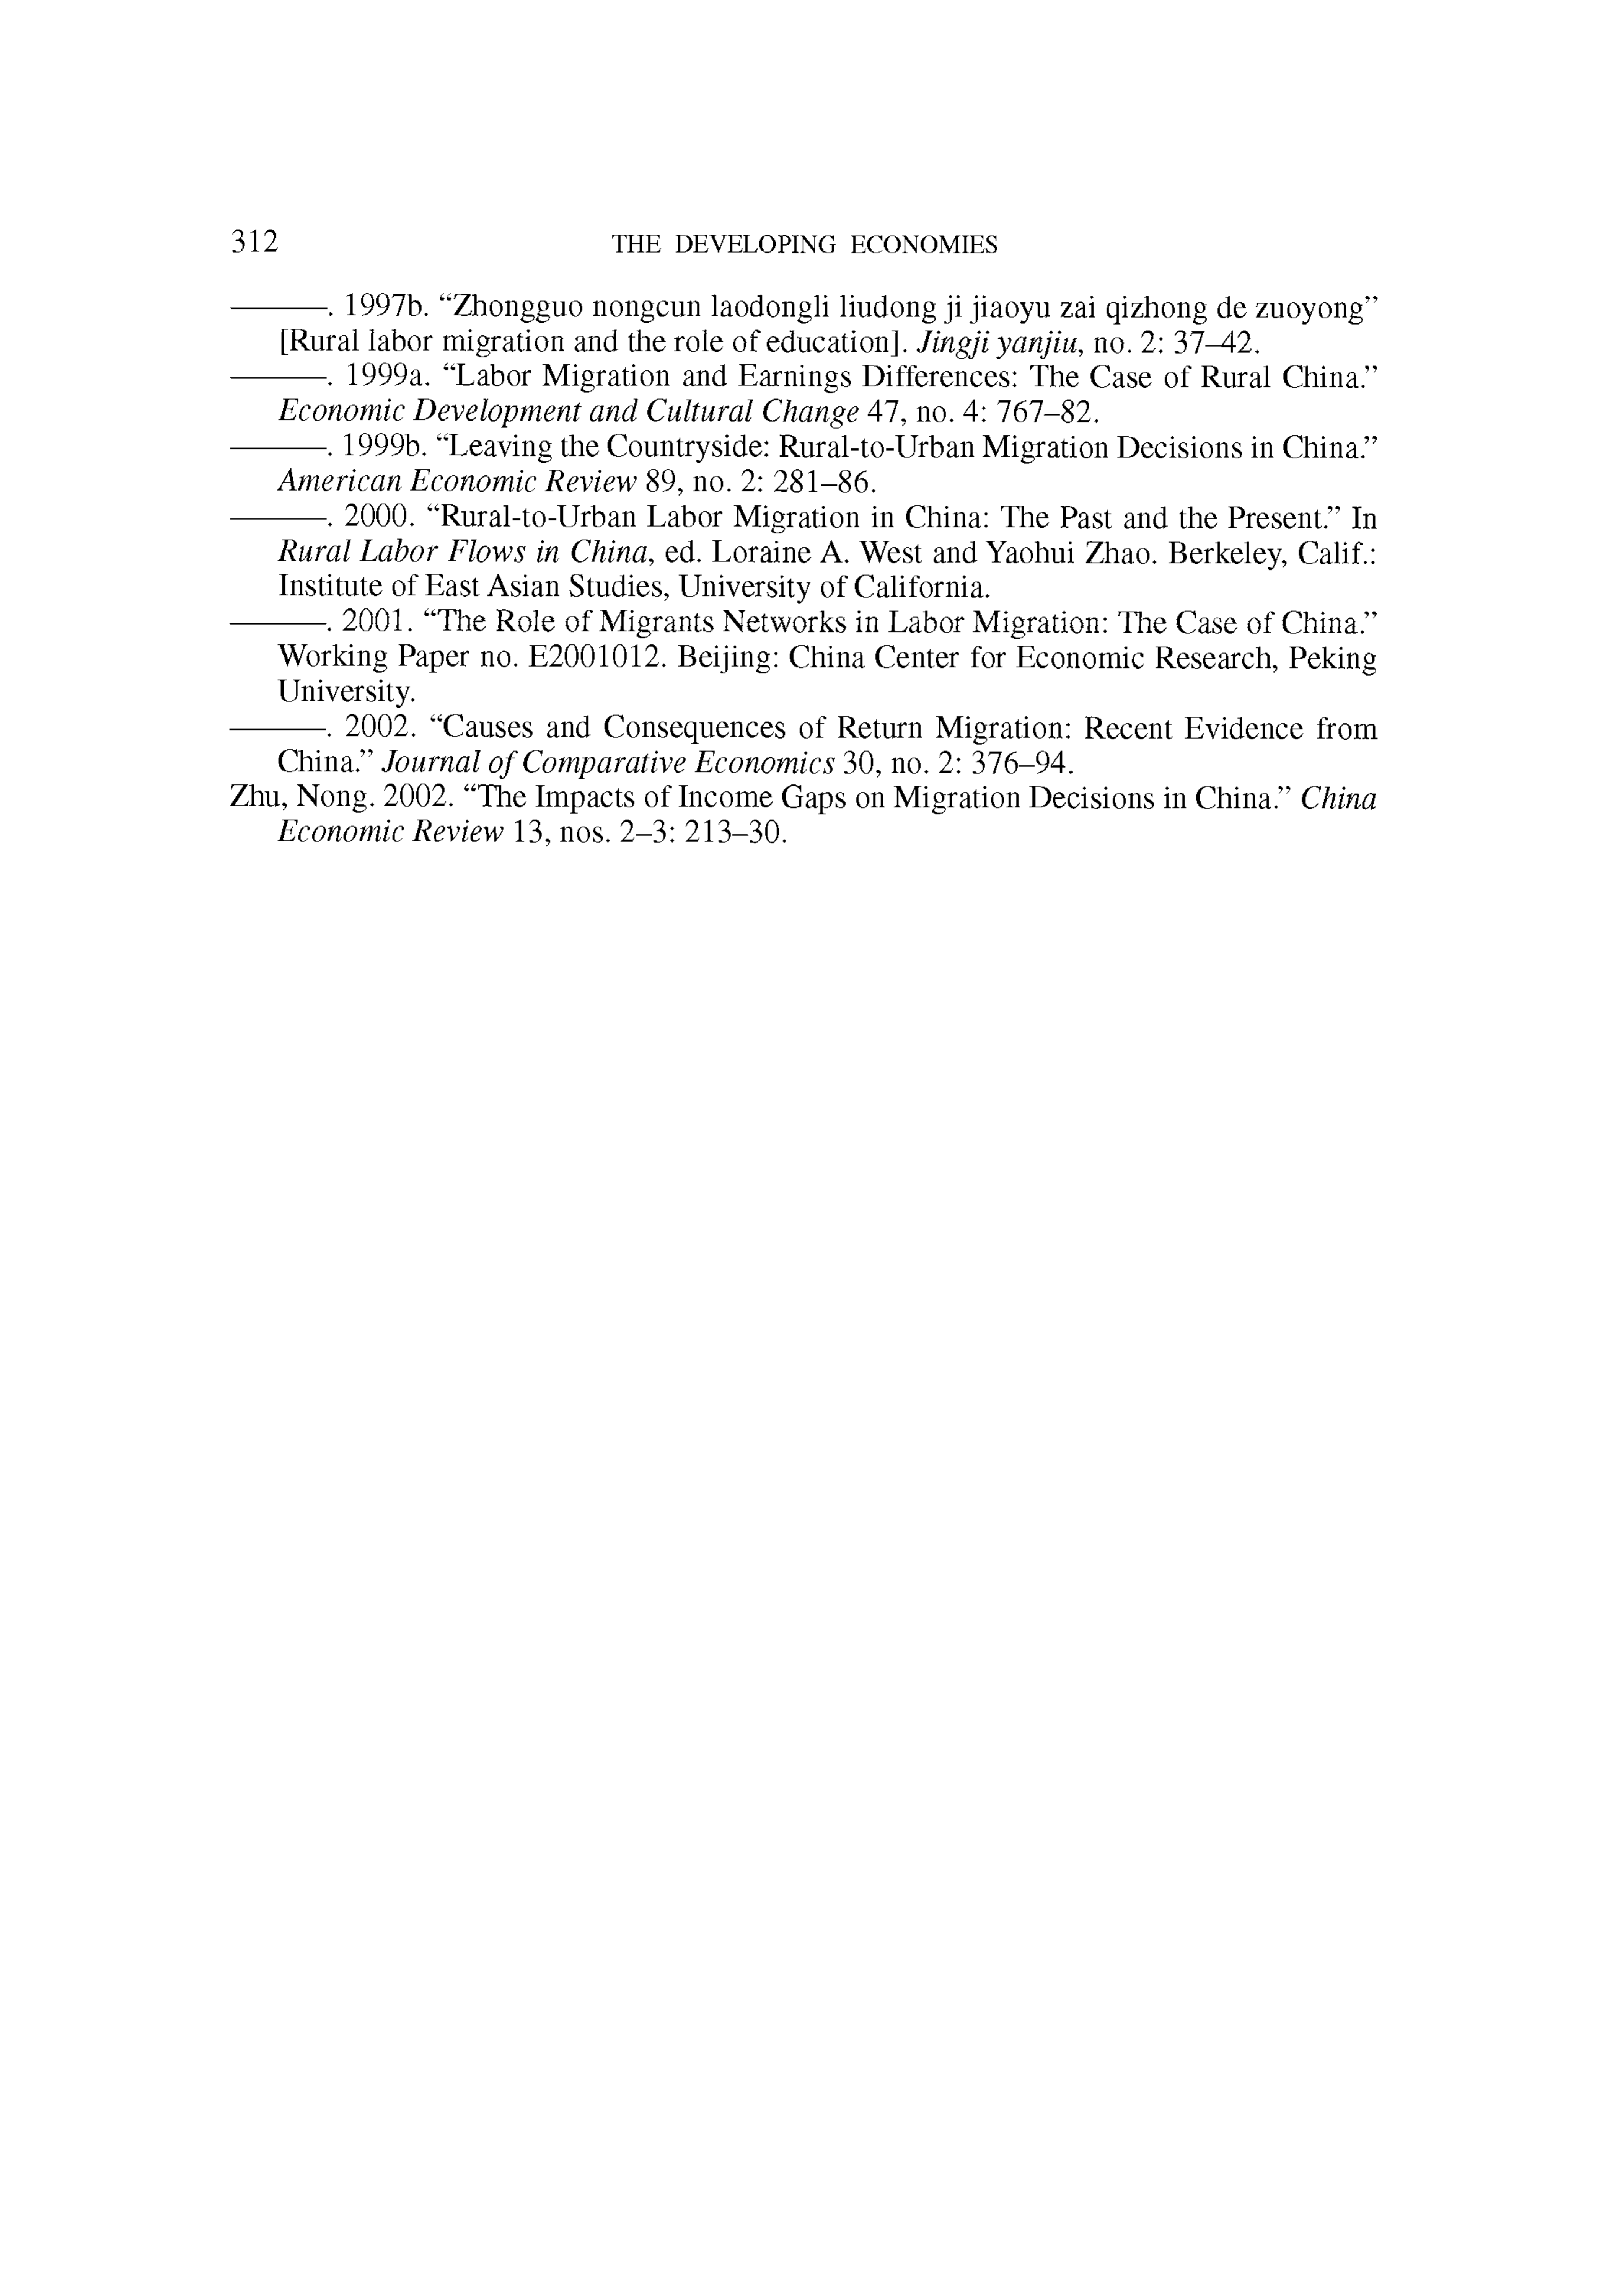 312 THE DEVELOPING ECONOMIES
———. 1997b. “Zhongguo nongcun laodongli liudong ji jiaoyu zai qizhong de zuoyong”
[Rural labor migration and the role of education]. Jingji yanjiu, no. 2: 37–42.
———. 1999a. “Labor Migration and Earnings Differences: The Case of Rural China.”
Economic Development and Cultural Change 47, no. 4: 767–82.
———. 1999b. “Leaving the Countryside: Rural-to-Urban Migration Decisions in China.”
American Economic Review 89, no. 2: 281–86.
———. 2000. “Rural-to-Urban Labor Migration in China: The Past and the Present.” In
Rural Labor Flows in China, ed. Loraine A. West and Yaohui Zhao. Berkeley, Calif.:
Institute of East Asian Studies, University of California.
———. 2001. “The Role of Migrants Networks in Labor Migration: The Case of China.”
Working Paper no. E2001012. Beijing: China Center for Economic Research, Peking
University.
———. 2002. “Causes and Consequences of Return Migration: Recent Evidence from
China.” Journal of Comparative Economics 30, no. 2: 376–94.
Zhu, Nong. 2002. “The Impacts of Income Gaps on Migration Decisions in China.” China
Economic Review 13, nos. 2–3: 213–30.